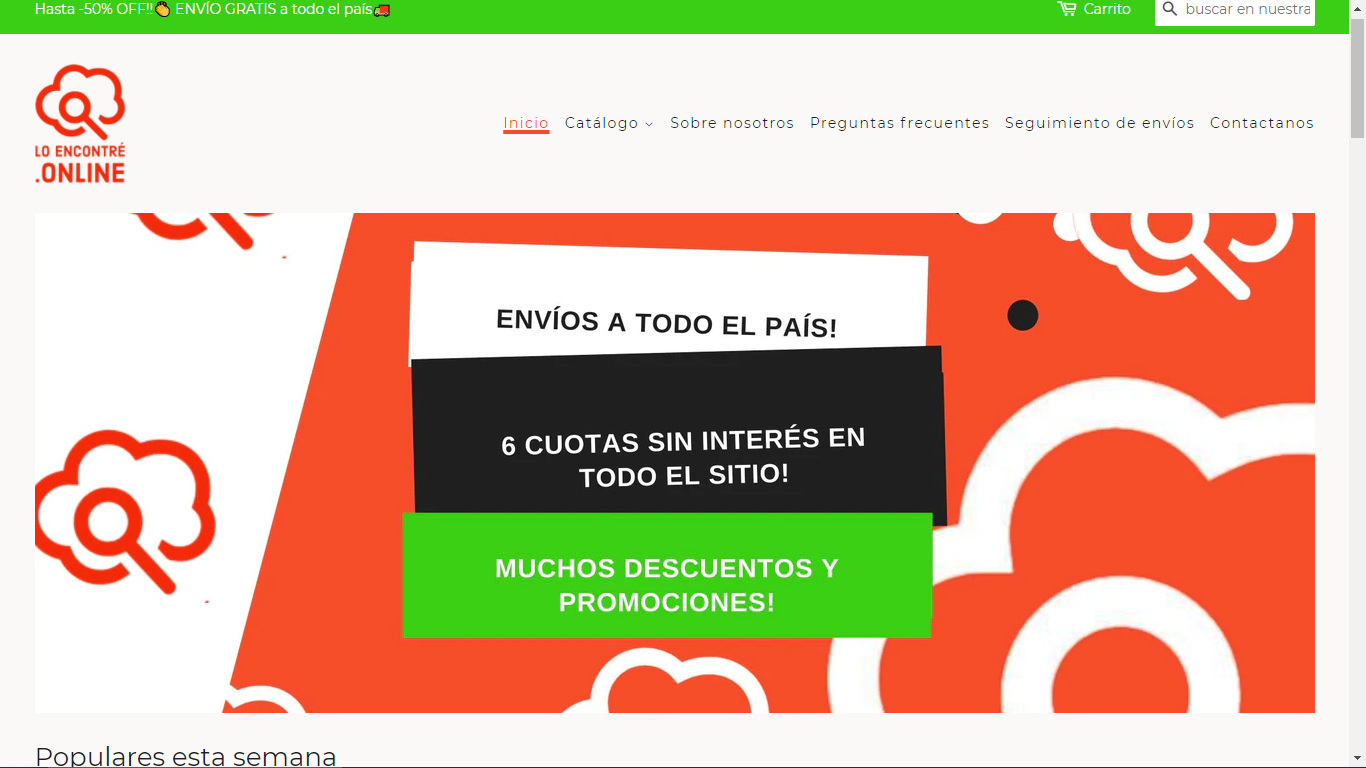 Hasta -50% OFF!!👏 ENVÍO GRATIS a todo el país🚚
Carrito
buscar en nuestra
LO ENCONTRÉ
.ONLINE
Inicio
Catálogo
Sobre nosotros
Preguntas frecuentes
Seguimiento de envíos
Contactanos
ENVÍOS A TODO EL PAÍS!
6 CUOTAS SIN INTERÉS EN
TODO EL SITIO!
MUCHOS DESCUENTOS Y
PROMOCIONES!
Populares esta semana